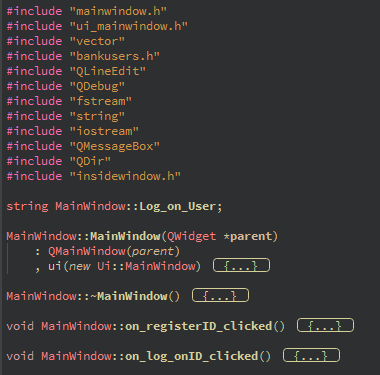 #include "mainwindow.h"
#include "ui_mainwindow.h"
#include "vector"
#include "bankusers.h"
#include "QLineEdit"
#include "QDebug"
#include "fstream"
#include "string"
#include "iostream"
#include "QMessageBox"
#include "QDir"
#include "insidewindow.h"
string MainWindow::Log_on_User;
MainWindow::MainWindow(QWidget *parent)
: QMainWindow(parent)
, ui(new Ui::MainWindow) {...}
MainWindow::~MainWindow() {...}
void MainWindow::on_registerID_clicked() {...}
void MainWindow::on_log_onID_clicked() {...}